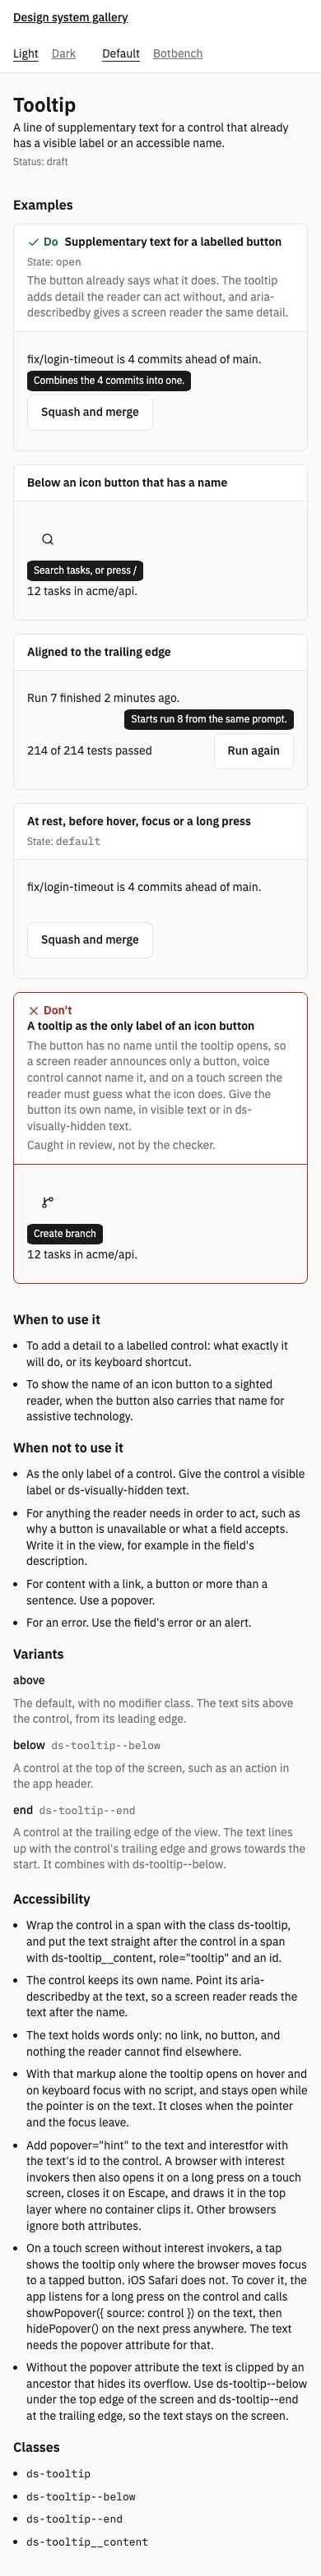 Design system gallery
Light Dark Default Botbench
Tooltip
A line of supplementary text for a control that already
has a visible label or an accessible name.
Status: draft
Examples
Do Supplementary text for a labelled button
State: open
The button already says what it does. The tooltip
adds detail the reader can act without, and aria-
describedby gives a screen reader the same detail.
fix/login-timeout is 4 commits ahead of main.
Combines the 4 commits into one.
Squash and merge
Below an icon button that has a name
Search tasks, or press /
12 tasks in acme/api.
Aligned to the trailing edge
Run 7 finished 2 minutes ago.
Starts run 8 from the same prompt.
214 of 214 tests passed
Run again
At rest, before hover, focus or a long press
State: default
fix/login-timeout is 4 commits ahead of main.
Squash and merge
Don't
A tooltip as the only label of an icon button
The button has no name until the tooltip opens, so
a screen reader announces only a button, voice
control cannot name it, and on a touch screen the
reader must guess what the icon does. Give the
button its own name, in visible text or in ds-
visually-hidden text.
Caught in review, not by the checker.
Create branch
12 tasks in acme/api.
When to use it
• To add a detail to a labelled control: what exactly it
will do, or its keyboard shortcut.
• To show the name of an icon button to a sighted
reader, when the button also carries that name for
assistive technology.
When not to use it
• As the only label of a control. Give the control a visible
label or ds-visually-hidden text.
• For anything the reader needs in order to act, such as
why a button is unavailable or what a field accepts.
Write it in the view, for example in the field's
description.
• For content with a link, a button or more than a
sentence. Use a popover.
• For an error. Use the field's error or an alert.
Variants
above
The default, with no modifier class. The text sits above
the control, from its leading edge.
below ds-tooltip--below
A control at the top of the screen, such as an action in
the app header.
end ds-tooltip--end
A control at the trailing edge of the view. The text lines
up with the control's trailing edge and grows towards the
start. It combines with ds-tooltip--below.
Accessibility
• Wrap the control in a span with the class ds-tooltip,
and put the text straight after the control in a span
with ds-tooltip__content, role="tooltip" and an id.
• The control keeps its own name. Point its aria-
describedby at the text, so a screen reader reads the
text after the name.
• The text holds words only: no link, no button, and
nothing the reader cannot find elsewhere.
• With that markup alone the tooltip opens on hover and
on keyboard focus with no script, and stays open while
the pointer is on the text. It closes when the pointer
and the focus leave.
• Add popover="hint" to the text and interestfor with
the text's id to the control. A browser with interest
invokers then also opens it on a long press on a touch
screen, closes it on Escape, and draws it in the top
layer where no container clips it. Other browsers
ignore both attributes.
• On a touch screen without interest invokers, a tap
shows the tooltip only where the browser moves focus
to a tapped button. iOS Safari does not. To cover it, the
app listens for a long press on the control and calls
showPopover({ source: control }) on the text, then
hidePopover() on the next press anywhere. The text
needs the popover attribute for that.
• Without the popover attribute the text is clipped by an
ancestor that hides its overflow. Use ds-tooltip--below
under the top edge of the screen and ds-tooltip--end
at the trailing edge, so the text stays on the screen.
Classes
• ds-tooltip
• ds-tooltip--below
• ds-tooltip--end
• ds-tooltip__content